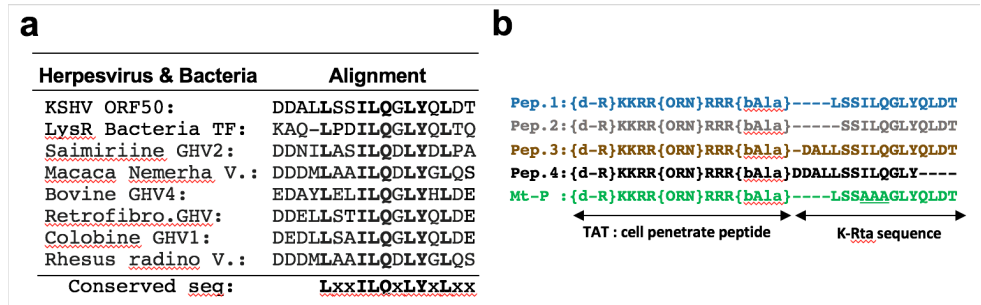 a
Herpesvirus & Bacteria Alignment
KSHV ORF50: DDALLSSILQGLYQLDT
LysR Bacteria TF: KAQ-LPDILQGLYQLTQ
Saimiriine GHV2: DDNILASILQDLYDLPA
Macaca Nemerha V.: DDDMLAAILQDLYGLQS
Bovine GHV4: EDAYLELILQGLYHLDE
Retrofibro.GHV: DDELLSTILQGLYQLDE
Colobine GHV1: DEDLLSAILQGLYQLDE
Rhesus radino V.: DDDMLAAILQDLYGLQS
Conserved seq: LxxILQxLYxLxx
b
Pep.1:{d-R}KKRR{ORN}RRR{bAla}----LSSILQGLYQLDT
Pep.2:{d-R}KKRR{ORN}RRR{bAla}-----SSILQGLYQLDT
Pep.3:{d-R}KKRR{ORN}RRR{bAla}-DALLSSILQGLYQLDT
Pep.4:{d-R}KKRR{ORN}RRR{bAla}DDALLSSILQGLY----
Mt-P :{d-R}KKRR{ORN}RRR{bAla}----LSSAAAGLYQLDT
TAT : cell penetrate peptide K-Rta sequence